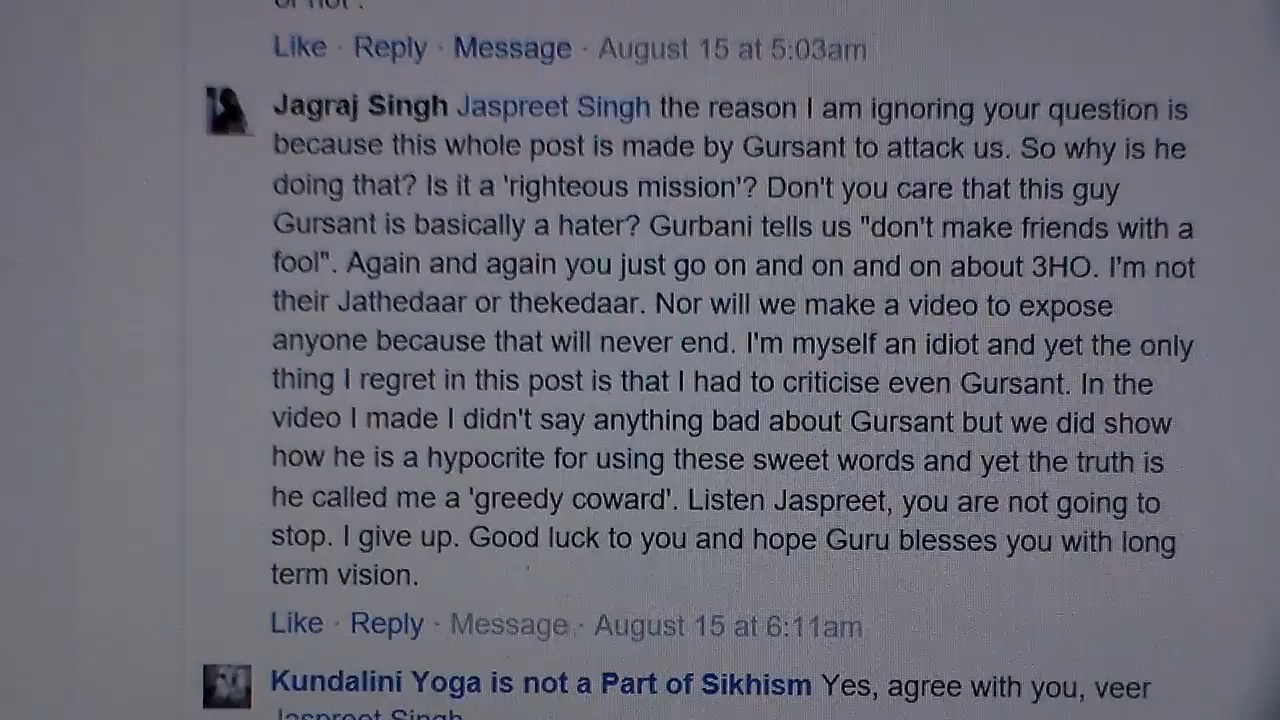 or not .
Like · Reply · Message · August 15 at 5:03am
Jagraj Singh Jaspreet Singh the reason I am ignoring your question is
because this whole post is made by Gursant to attack us. So why is he
doing that? Is it a 'righteous mission'? Don't you care that this guy
Gursant is basically a hater? Gurbani tells us "don't make friends with a
fool". Again and again you just go on and on and on about 3HO. I'm not
their Jathedaar or thekedaar. Nor will we make a video to expose
anyone because that will never end. I'm myself an idiot and yet the only
thing I regret in this post is that I had to criticise even Gursant. In the
video I made I didn't say anything bad about Gursant but we did show
how he is a hypocrite for using these sweet words and yet the truth is
he called me a 'greedy coward'. Listen Jaspreet, you are not going to
stop. I give up. Good luck to you and hope Guru blesses you with long
term vision.
Like · Reply · Message · August 15 at 6:11am
Kundalini Yoga is not a Part of Sikhism Yes, agree with you, veer
Jaspreet Singh